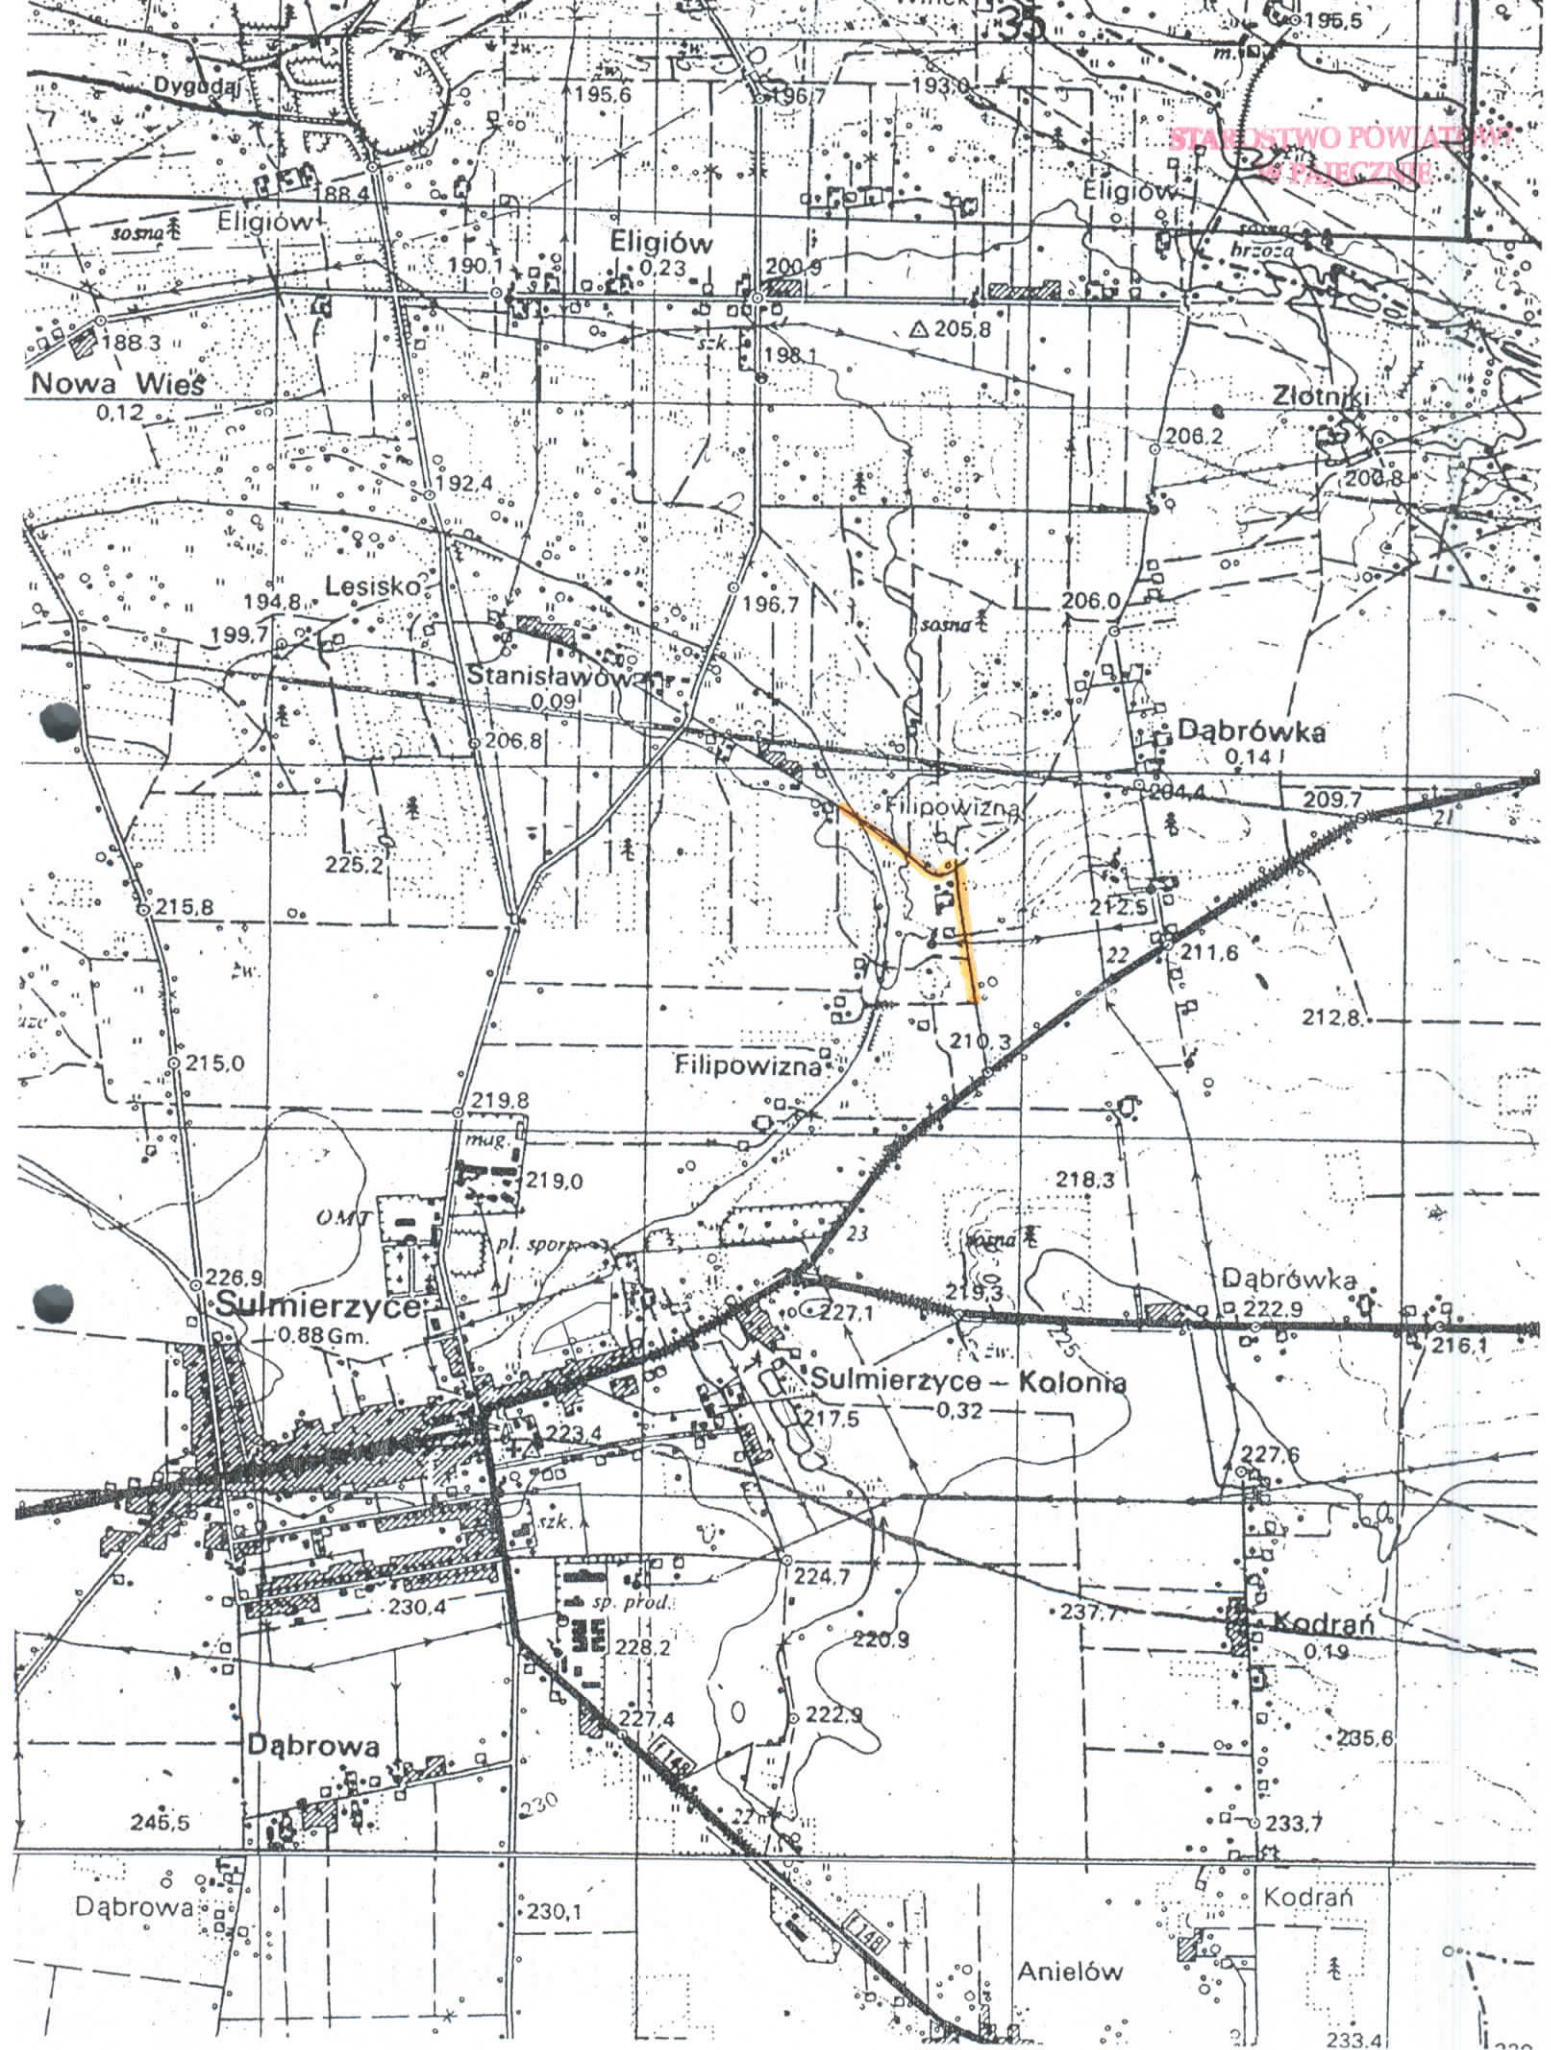 35
195,5
m.
Dygudaj
195,6
196,7
193,0
STAROSTWO POWIATOWE
W PAJĘCZNIE
188.4
Eligiów
Eligiów
sosna
Eligiów
0.23
sosna
brzoza
190.1
200.9
188.3
205,8
szk.
198.1
Nowa Wieś
0,12
Złotniki
206.2
192.4
200,8
Lesisko
194.8
196,7
206.0
199,7
sosna
Stanisławów
0.09
206,8
Dąbrówka
0.14
204,4
209.7
21
Filipowizna
225.2
215,8
212.5
22
211,6
żw.
212,8
210,3
215,0
Filipowizna
219.8
mag.
219,0
218,3
OMT
pl. sport.
23
sosna
226,9
219,3
Dąbrówka
222.9
227,1
Sulmierzyce
0.88 Gm.
żw.
225
216,1
Sulmierzyce – Kolonia
0,32
217.5
223,4
227,6
szk.
224,7
sp. prod.
230,4
237.7
220.9
Kodrań
0,19
228,2
227,4
222,9
235.6
Dąbrowa
f 148
245,5
230
233,7
Dąbrowa
230,1
f 148
Kodrań
Anielów
233.4